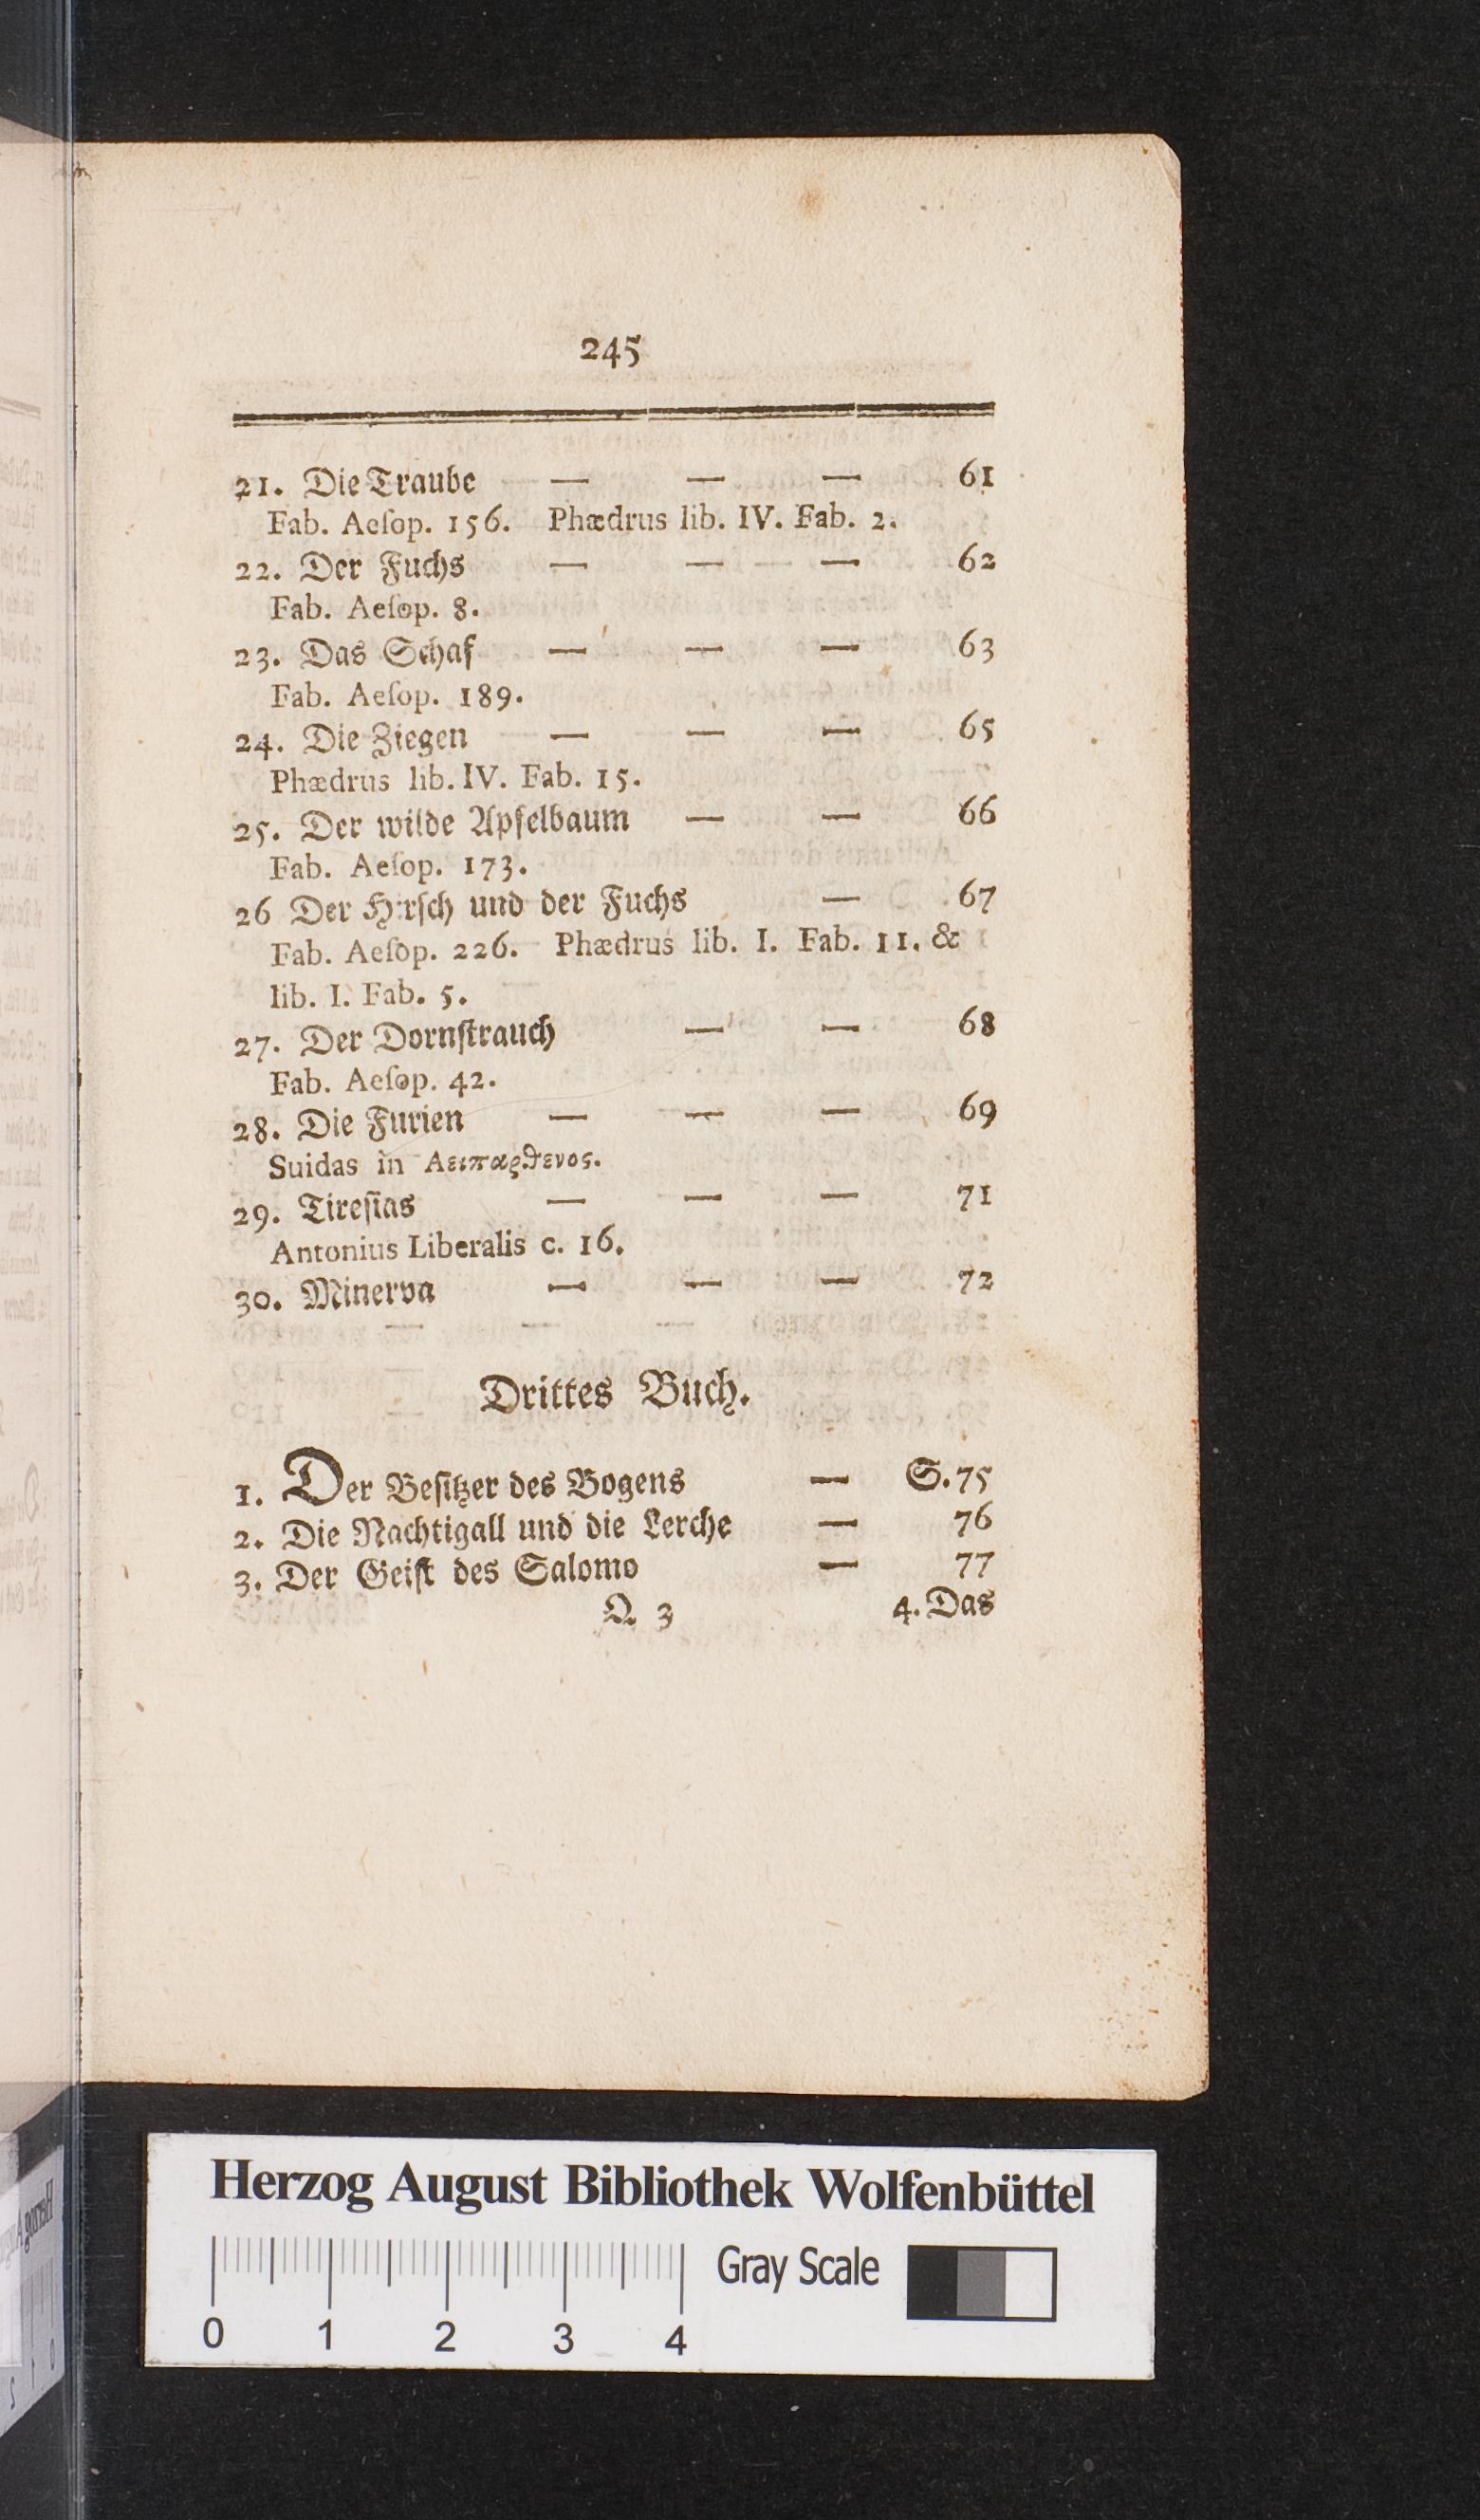 245
21. Die Traube — — — 61
Fab. Aeſop. 156. Phædrus lib. IV. Fab. 2.
22. Der Fuchs — — — 62
Fab. Aeſop. 8.
23. Das Schaf — — — 63
Fab. Aeſop. 189.
24. Die Ziegen — — — 65
Phædrus lib. IV. Fab. 15.
25. Der wilde Apfelbaum — — 66
Fab. Aeſop. 173.
26 Der Hirſch und der Fuchs — 67
Fab. Aeſop. 226. Phædrus lib. I. Fab. 11. &
lib. I. Fab. 5.
27. Der Dornſtrauch — — 68
Fab. Aeſop. 42.
28. Die Furien — — — 69
Suidas in Αειπαρθενος.
29. Tireſias — — — 71
Antonius Liberalis c. 16.
30. Minerva — — — 72
Drittes Buch.
1. Der Beſitzer des Bogens — S. 75
2. Die Nachtigall und die Lerche — 76
3. Der Geiſt des Salomo — 77
Q 3 4. Das
Herzog August Bibliothek Wolfenbüttel
Gray Scale
0 1 2 3 4